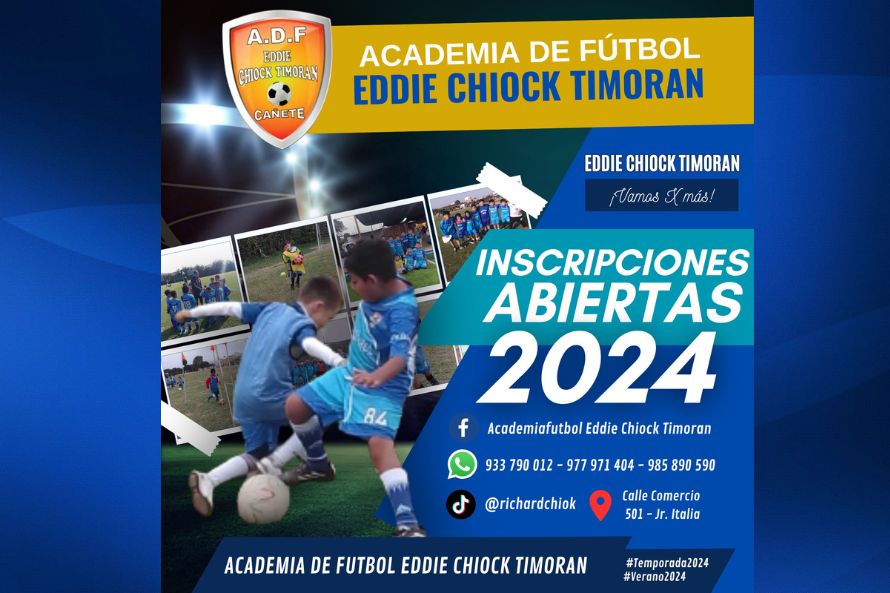 A.D.F
EDDIE
CHIOCK TIMORAN
CAÑETE
ACADEMIA DE FÚTBOL
EDDIE CHIOCK TIMORAN
EDDIE CHIOCK TIMORAN
¡Vamos X más!
INSCRIPCIONES
ABIERTAS
2024
84
Academiafutbol Eddie Chiock Timoran
933 790 012 - 977 971 404 - 985 890 590
@richardchiok
Calle Comercio
501 - Jr. Italia
ACADEMIA DE FUTBOL EDDIE CHIOCK TIMORAN
#Temporada2024
#Verano2024